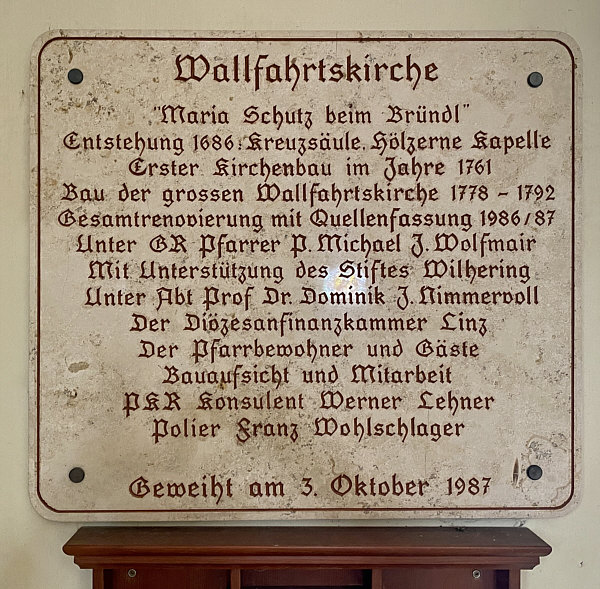 Wallfahrtskirche
"Maria Schutz beim Bründl"
Entstehung 1686: Kreuzsäule, Hölzerne Kapelle
Erster Kirchenbau im Jahre 1761
Bau der grossen Wallfahrtskirche 1778 - 1792
Gesamtrenovierung mit Quellenfassung 1986/87
Unter GR Pfarrer P. Michael J. Wolfmair
Mit Unterstützung des Stiftes Wilhering
Unter Abt Prof Dr. Dominik J. Nimmervoll
Der Diözesanfinanzkammer Linz
Der Pfarrbewohner und Gäste
Bauaufsicht und Mitarbeit
PKR Konsulent Werner Lehner
Polier Franz Wohlschlager
Geweiht am 3. Oktober 1987